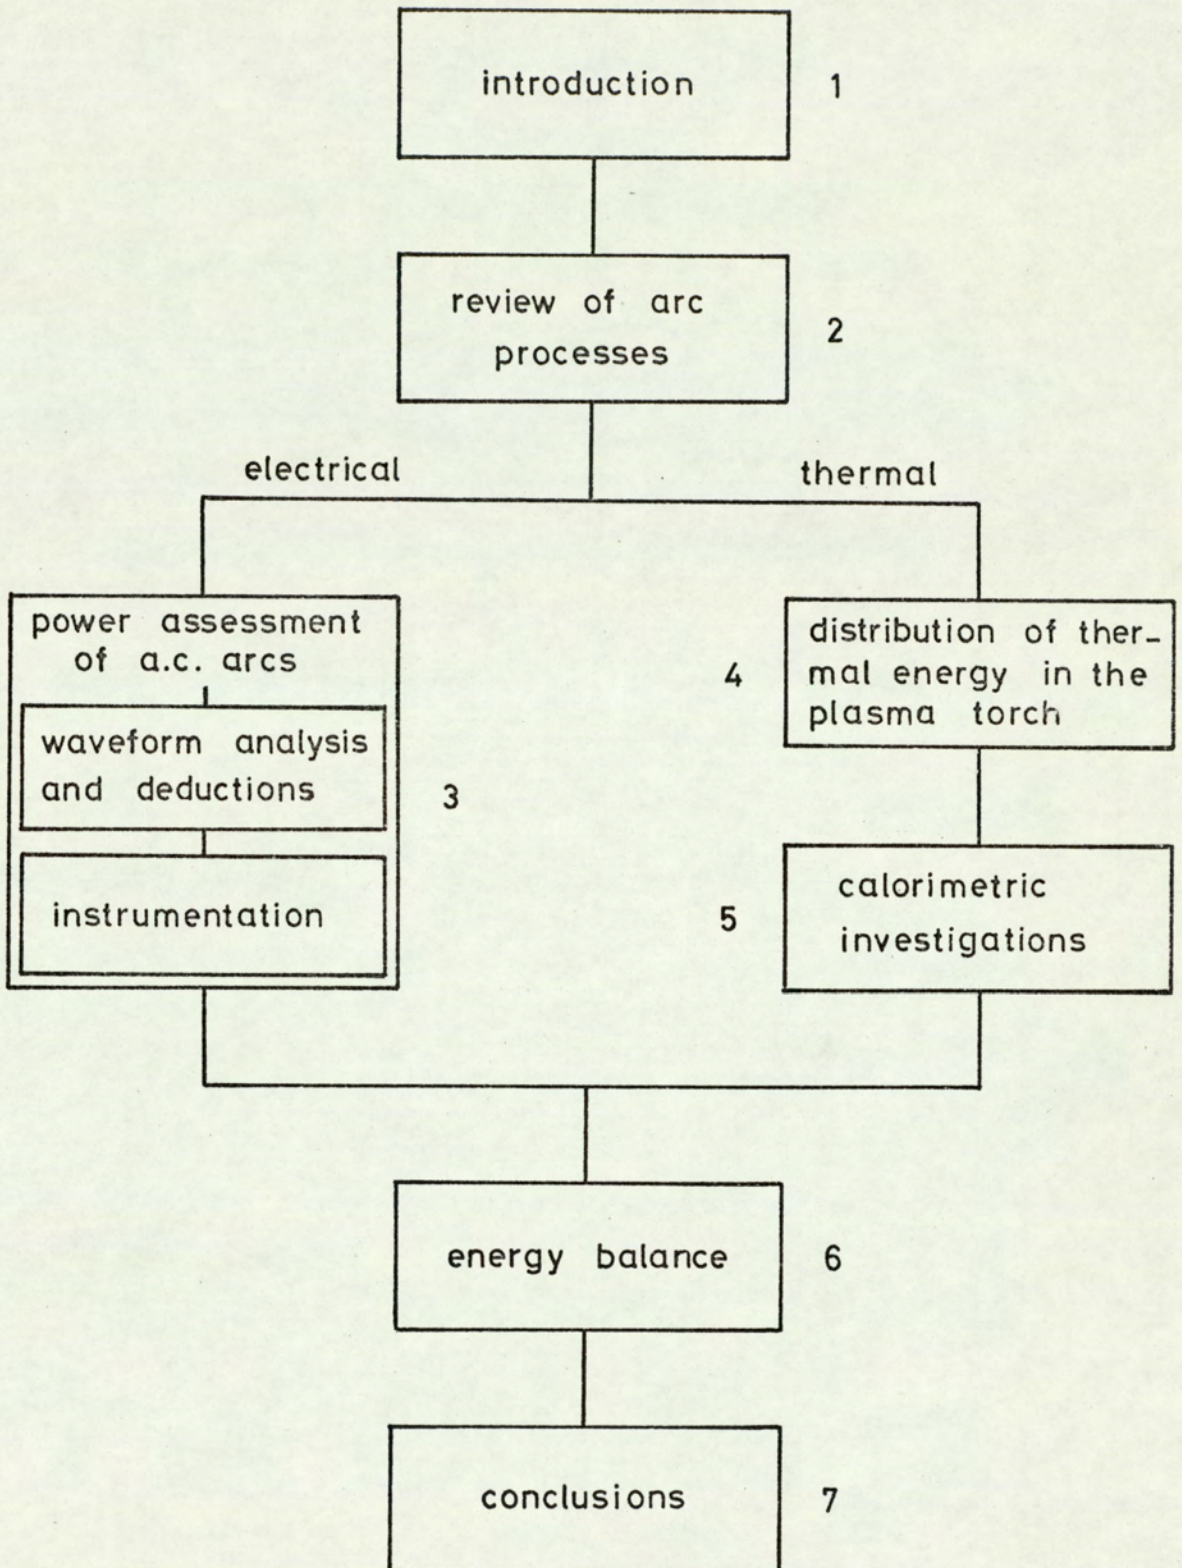 introduction
1
review of arc
processes
2
electrical
thermal
power assessment
of a.c. arcs
waveform analysis
and deductions
instrumentation
3
4
distribution of ther-
mal energy in the
plasma torch
5
calorimetric
investigations
energy balance
6
conclusions
7